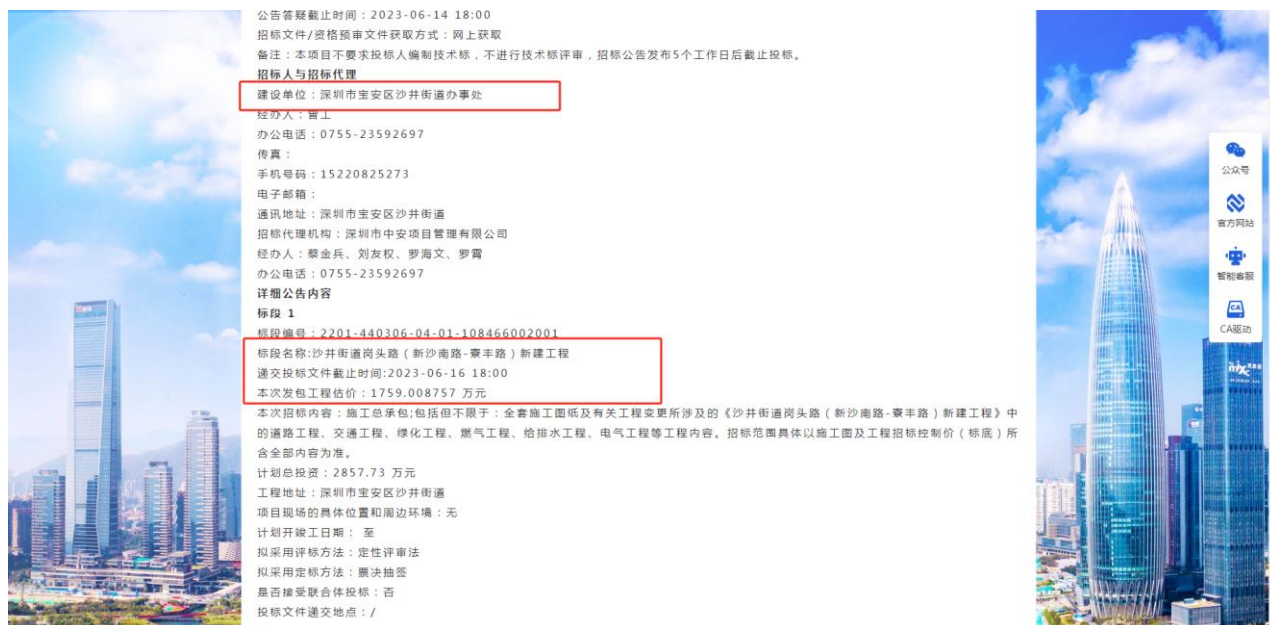 公告答疑截止时间：2023-06-14 18:00
招标文件/资格预审文件获取方式：网上获取
备注：本项目不要求投标人编制技术标，不进行技术标评审，招标公告发布5个工作日后截止投标。
招标人与招标代理
建设单位：深圳市宝安区沙井街道办事处
经办人：曾工
办公电话：0755-23592697
传真：
手机号码：15220825273
电子邮箱：
通讯地址：深圳市宝安区沙井街道
招标代理机构：深圳市中安项目管理有限公司
经办人：蔡金兵、刘友权、罗海文、罗霄
办公电话：0755-23592697
详细公告内容
标段 1
标段编号：2201-440306-04-01-108466002001
标段名称:沙井街道岗头路（新沙南路-寮丰路）新建工程
递交投标文件截止时间:2023-06-16 18:00
本次发包工程估价：1759.008757 万元
本次招标内容：施工总承包;包括但不限于：全套施工图纸及有关工程变更所涉及的《沙井街道岗头路（新沙南路-寮丰路）新建工程》中
的道路工程、交通工程、绿化工程、燃气工程、给排水工程、电气工程等工程内容。招标范围具体以施工图及工程招标控制价（标底）所
含全部内容为准。
计划总投资：2857.73 万元
工程地址：深圳市宝安区沙井街道
项目现场的具体位置和周边环境：无
计划开竣工日期： 至
拟采用评标方法：定性评审法
拟采用定标方法：票决抽签
是否接受联合体投标：否
投标文件递交地点：/
公众号
官方网站
智能客服
CA
CA驱动